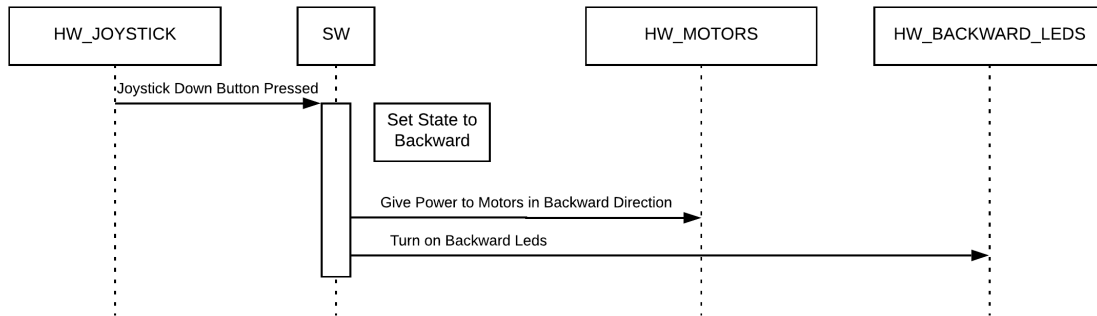 HW_JOYSTICK
SW
HW_MOTORS
HW_BACKWARD_LEDS
Joystick Down Button Pressed
Set State to
Backward
Give Power to Motors in Backward Direction
Turn on Backward Leds